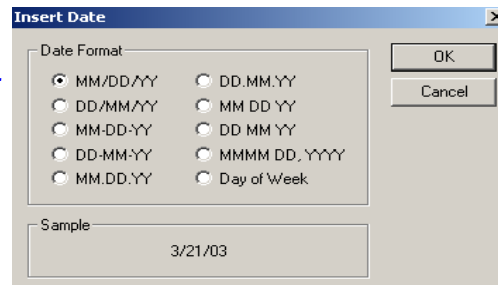 Insert Date
Date Format
MM/DD/YY
DD/MM/YY
MM-DD-YY
DD-MM-YY
MM.DD.YY
DD.MM.YY
MM DD YY
DD MM YY
MMMM DD, YYYY
Day of Week
OK
Cancel
Sample
3/21/03